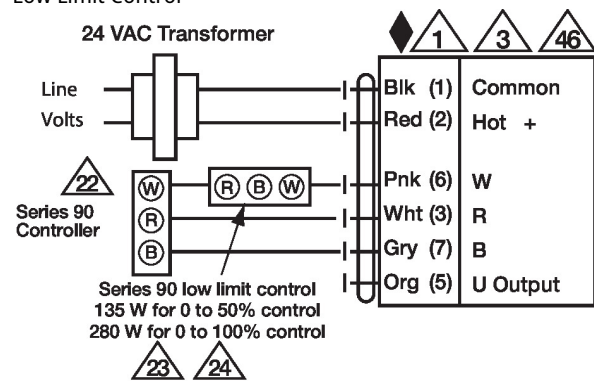 Low Limit Control
24 VAC Transformer
1 3 46
Line
Volts
Blk (1) Common
Red (2) Hot +
22
Series 90
Controller
W
R
B
R B W
Pnk (6) W
Wht (3) R
Gry (7) B
Org (5) U Output
Series 90 low limit control
135 W for 0 to 50% control
280 W for 0 to 100% control
23 24